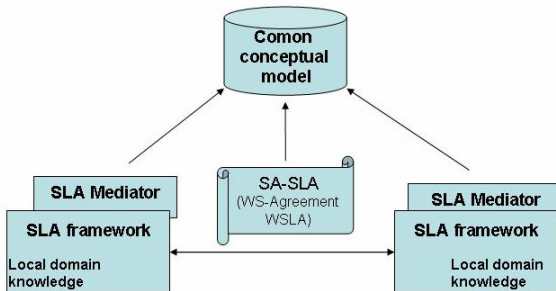 Comon
conceptual
model
SLA Mediator
SLA framework
Local domain
knowledge
SA-SLA
(WS-Agreement
WSLA)
SLA Mediator
SLA framework
Local domain
knowledge